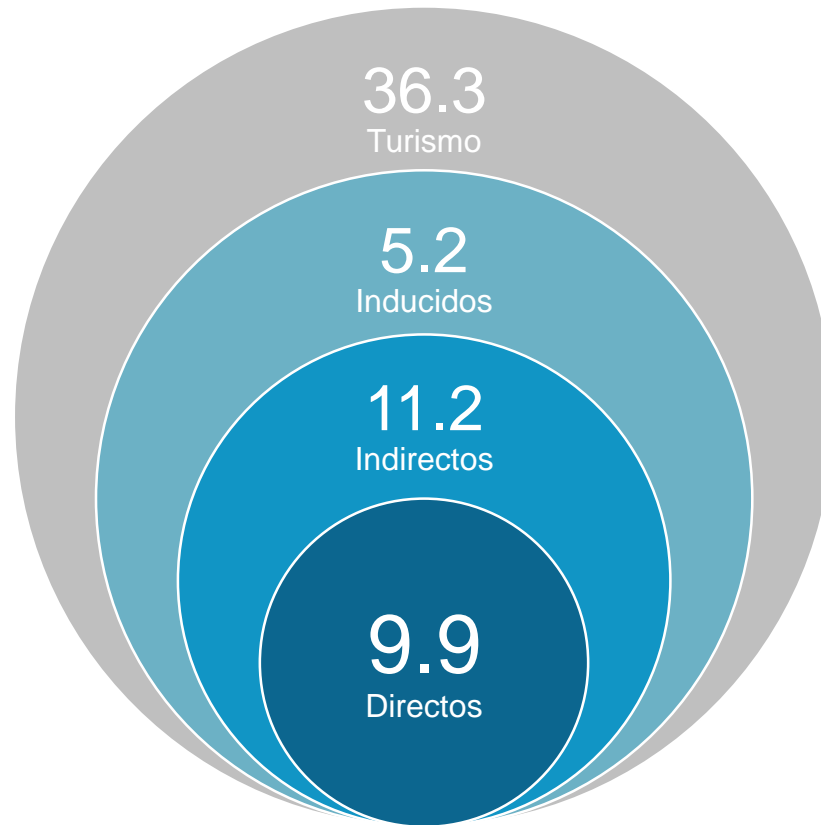 36.3
Turismo
5.2
Inducidos
11.2
Indirectos
9.9
Directos